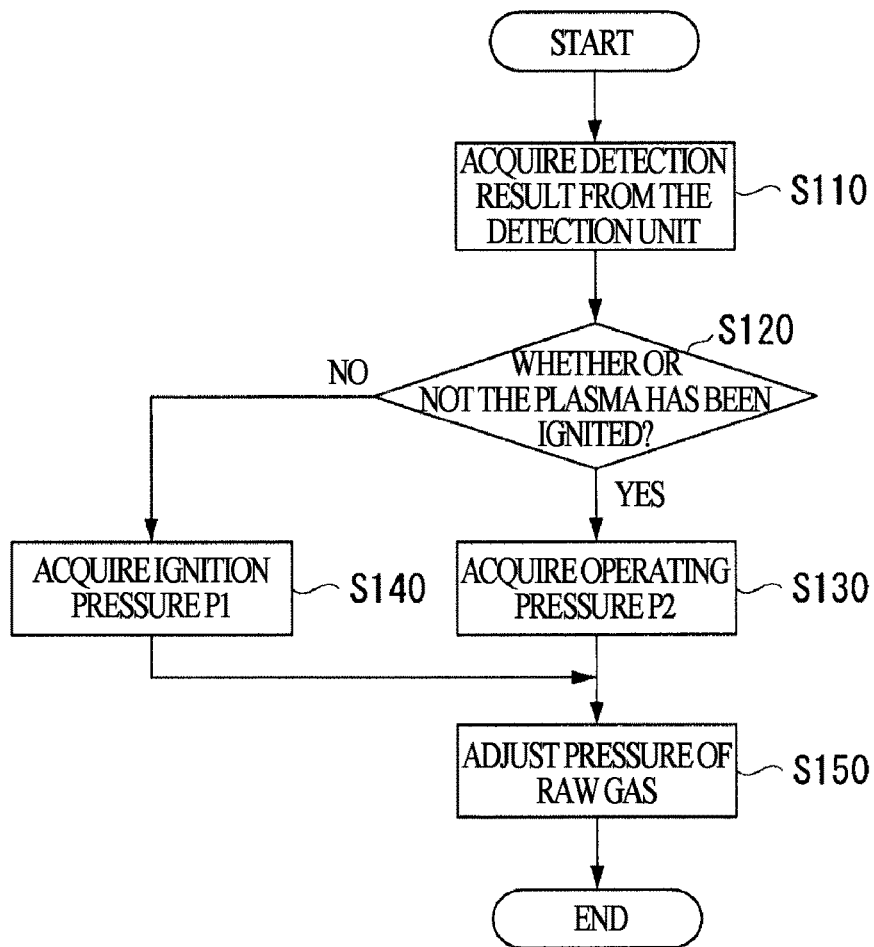 START
ACQUIRE DETECTION
RESULT FROM THE
DETECTION UNIT
S110
S120
WHETHER OR
NOT THE PLASMA HAS BEEN
IGNITED?
NO
YES
ACQUIRE IGNITION
PRESSURE P1
S140
ACQUIRE OPERATING
PRESSURE P2
S130
ADJUST PRESSURE OF
RAW GAS
S150
END